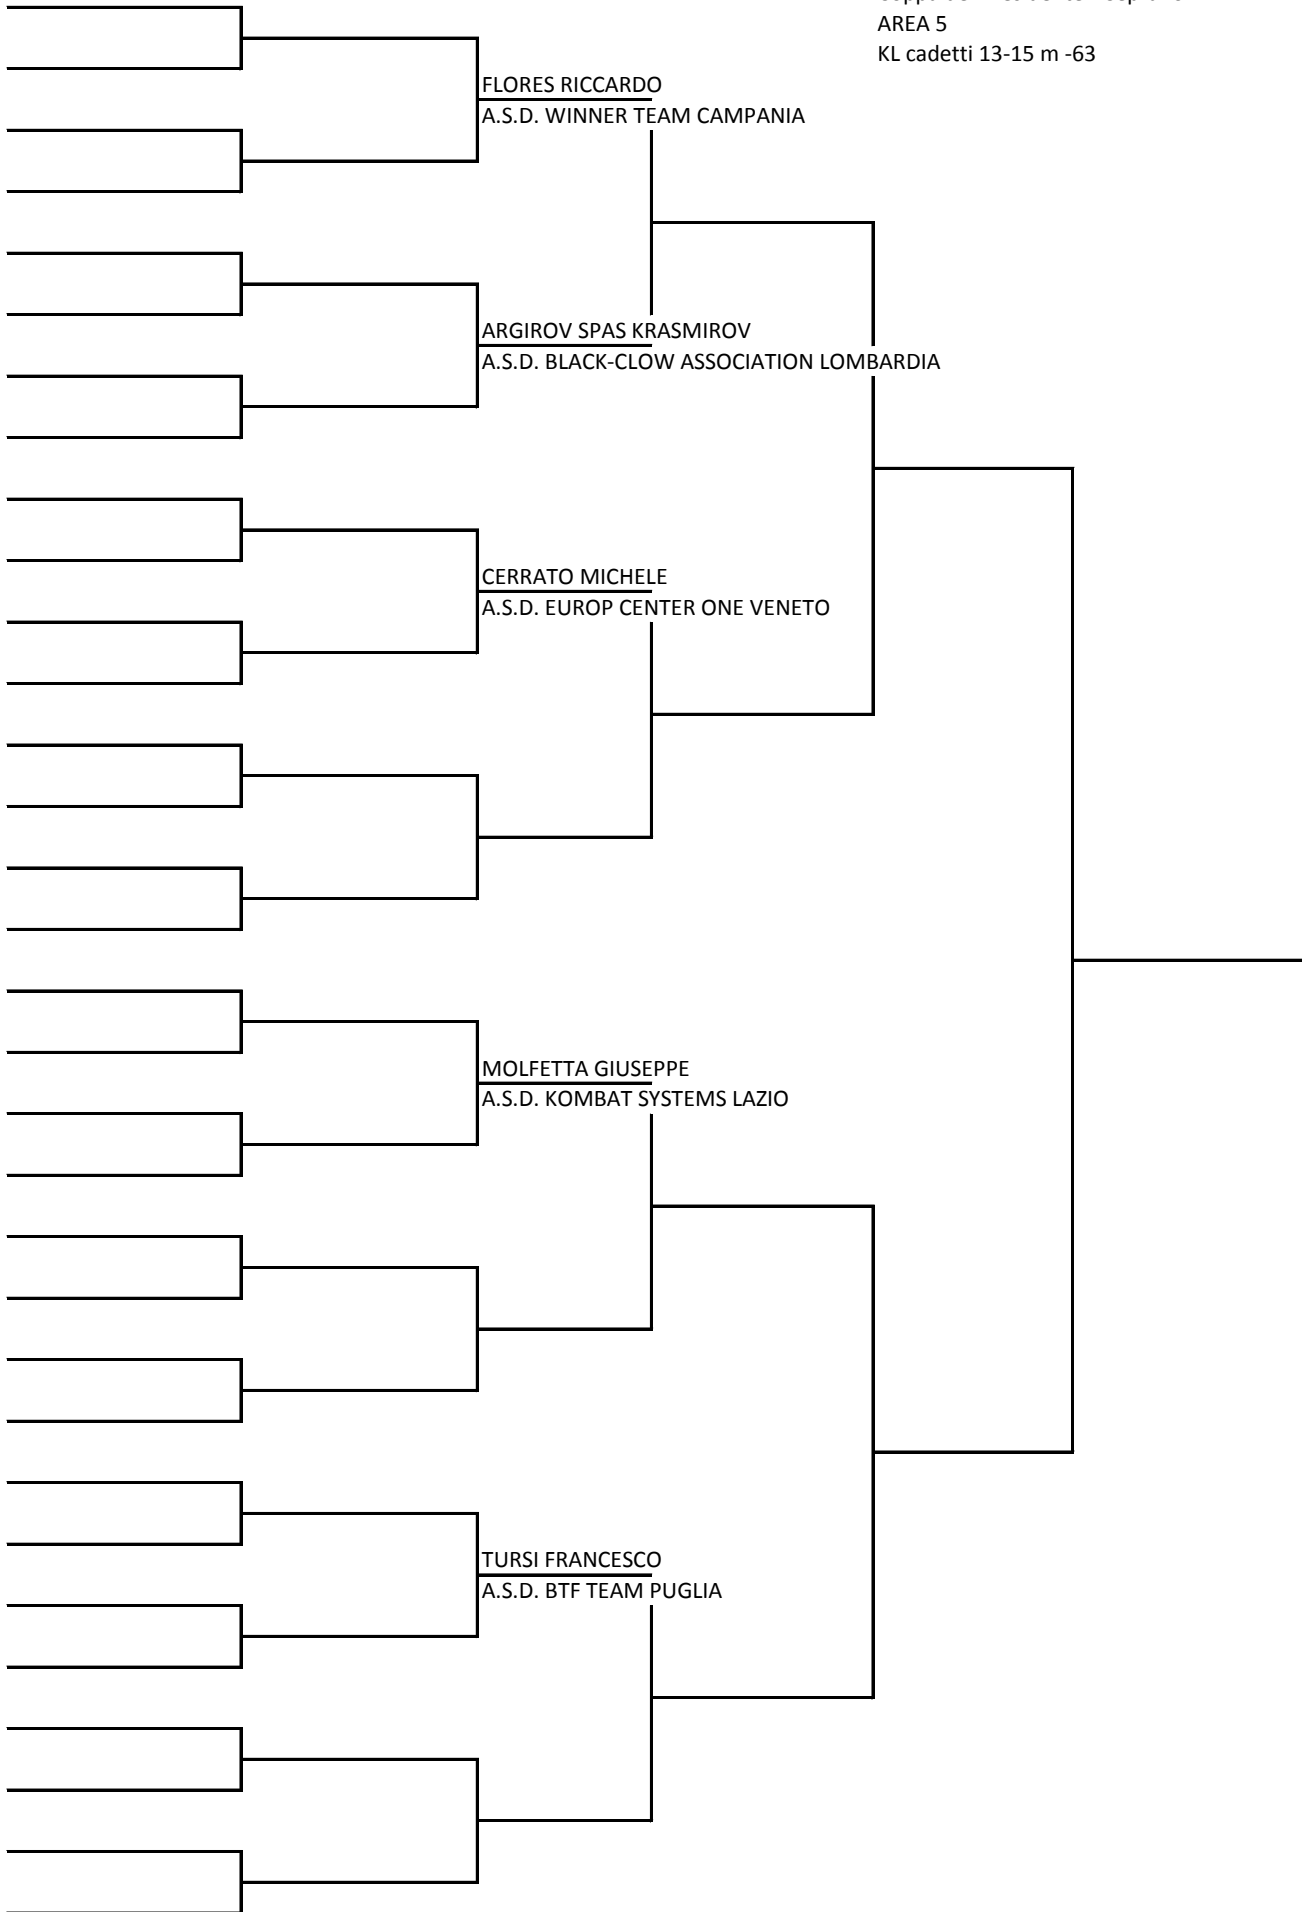 AREA 5
KL cadetti 13-15 m -63
FLORES RICCARDO
A.S.D. WINNER TEAM CAMPANIA
ARGIROV SPAS KRASMIROV
A.S.D. BLACK-CLOW ASSOCIATION LOMBARDIA
CERRATO MICHELE
A.S.D. EUROP CENTER ONE VENETO
MOLFETTA GIUSEPPE
A.S.D. KOMBAT SYSTEMS LAZIO
TURSI FRANCESCO
A.S.D. BTF TEAM PUGLIA